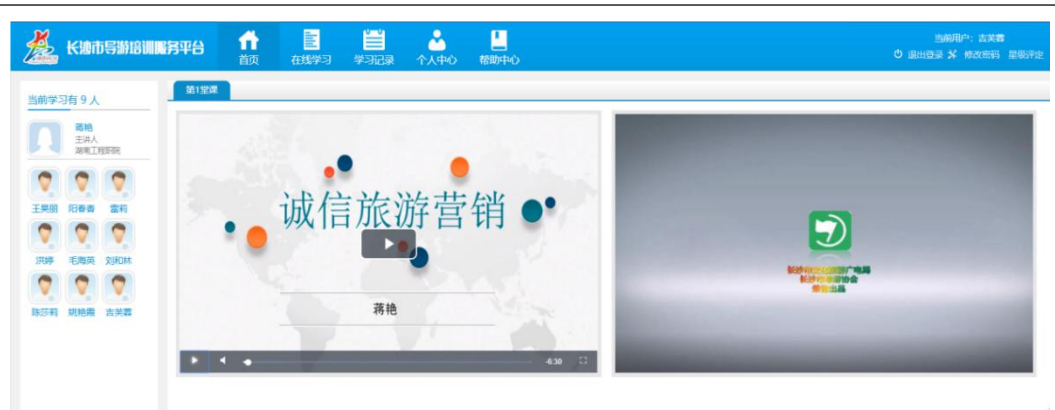 长沙市导游培训服务平台
首页
在线学习
学习记录
个人中心
帮助中心
当前用户：古芙蓉
退出登录 修改密码 星级评定
当前学习有 9 人
蒋艳
主讲人
湖南工程职院
第1堂课
王昊丽 阳春香 雷莉
洪婷 毛海英 刘和林
陈莎莉 姚艳霞 古芙蓉
诚信旅游营销
蒋艳
-6:30